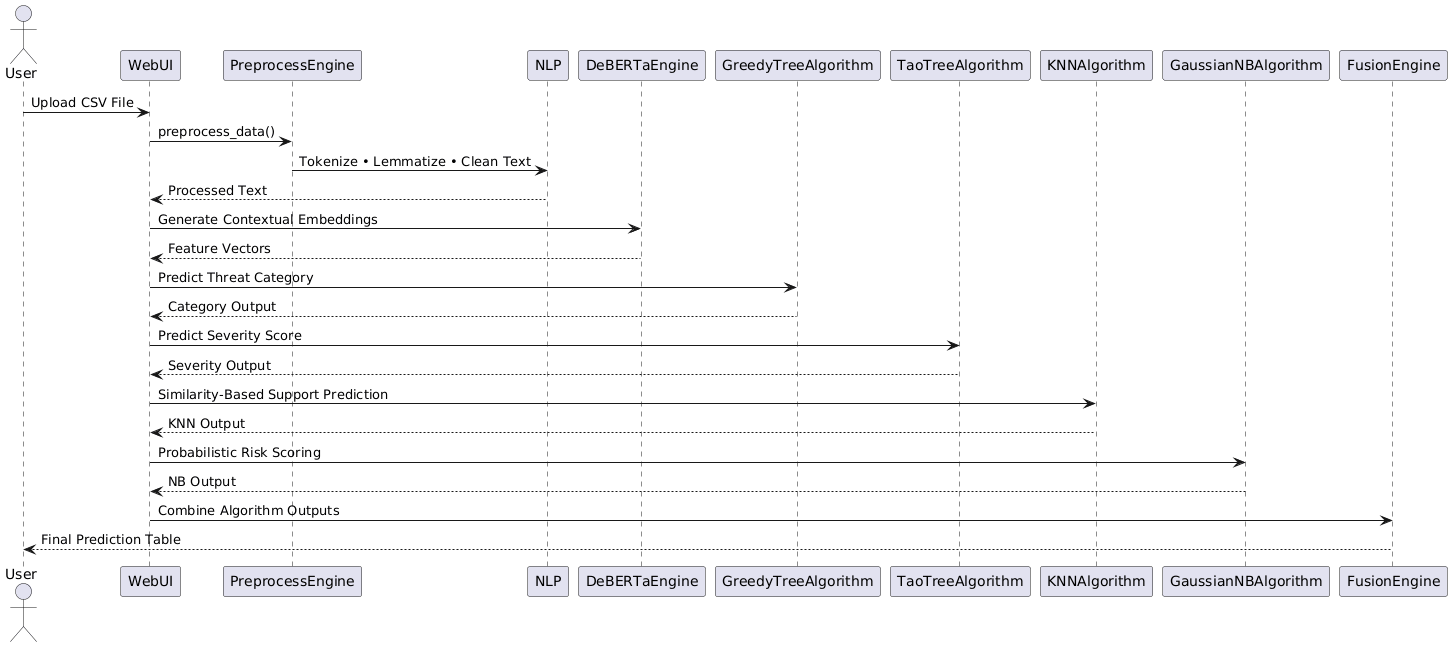 User
WebUI
PreprocessEngine
NLP
DeBERTaEngine
GreedyTreeAlgorithm
TaoTreeAlgorithm
KNNAlgorithm
GaussianNBAlgorithm
FusionEngine
Upload CSV File
preprocess_data()
Tokenize • Lemmatize • Clean Text
Processed Text
Generate Contextual Embeddings
Feature Vectors
Predict Threat Category
Category Output
Predict Severity Score
Severity Output
Similarity-Based Support Prediction
KNN Output
Probabilistic Risk Scoring
NB Output
Combine Algorithm Outputs
Final Prediction Table
User
WebUI
PreprocessEngine
NLP
DeBERTaEngine
GreedyTreeAlgorithm
TaoTreeAlgorithm
KNNAlgorithm
GaussianNBAlgorithm
FusionEngine